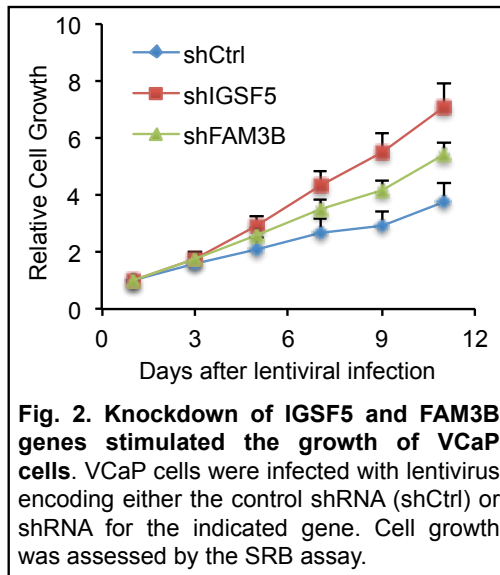 shCtrl
shIGSF5
shFAM3B
Relative Cell Growth
10
8
6
4
2
0
0 3 6 9 12
Days after lentiviral infection
Fig. 2. Knockdown of IGSF5 and FAM3B
genes stimulated the growth of VCaP
cells. VCaP cells were infected with lentivirus
encoding either the control shRNA (shCtrl) or
shRNA for the indicated gene. Cell growth
was assessed by the SRB assay.